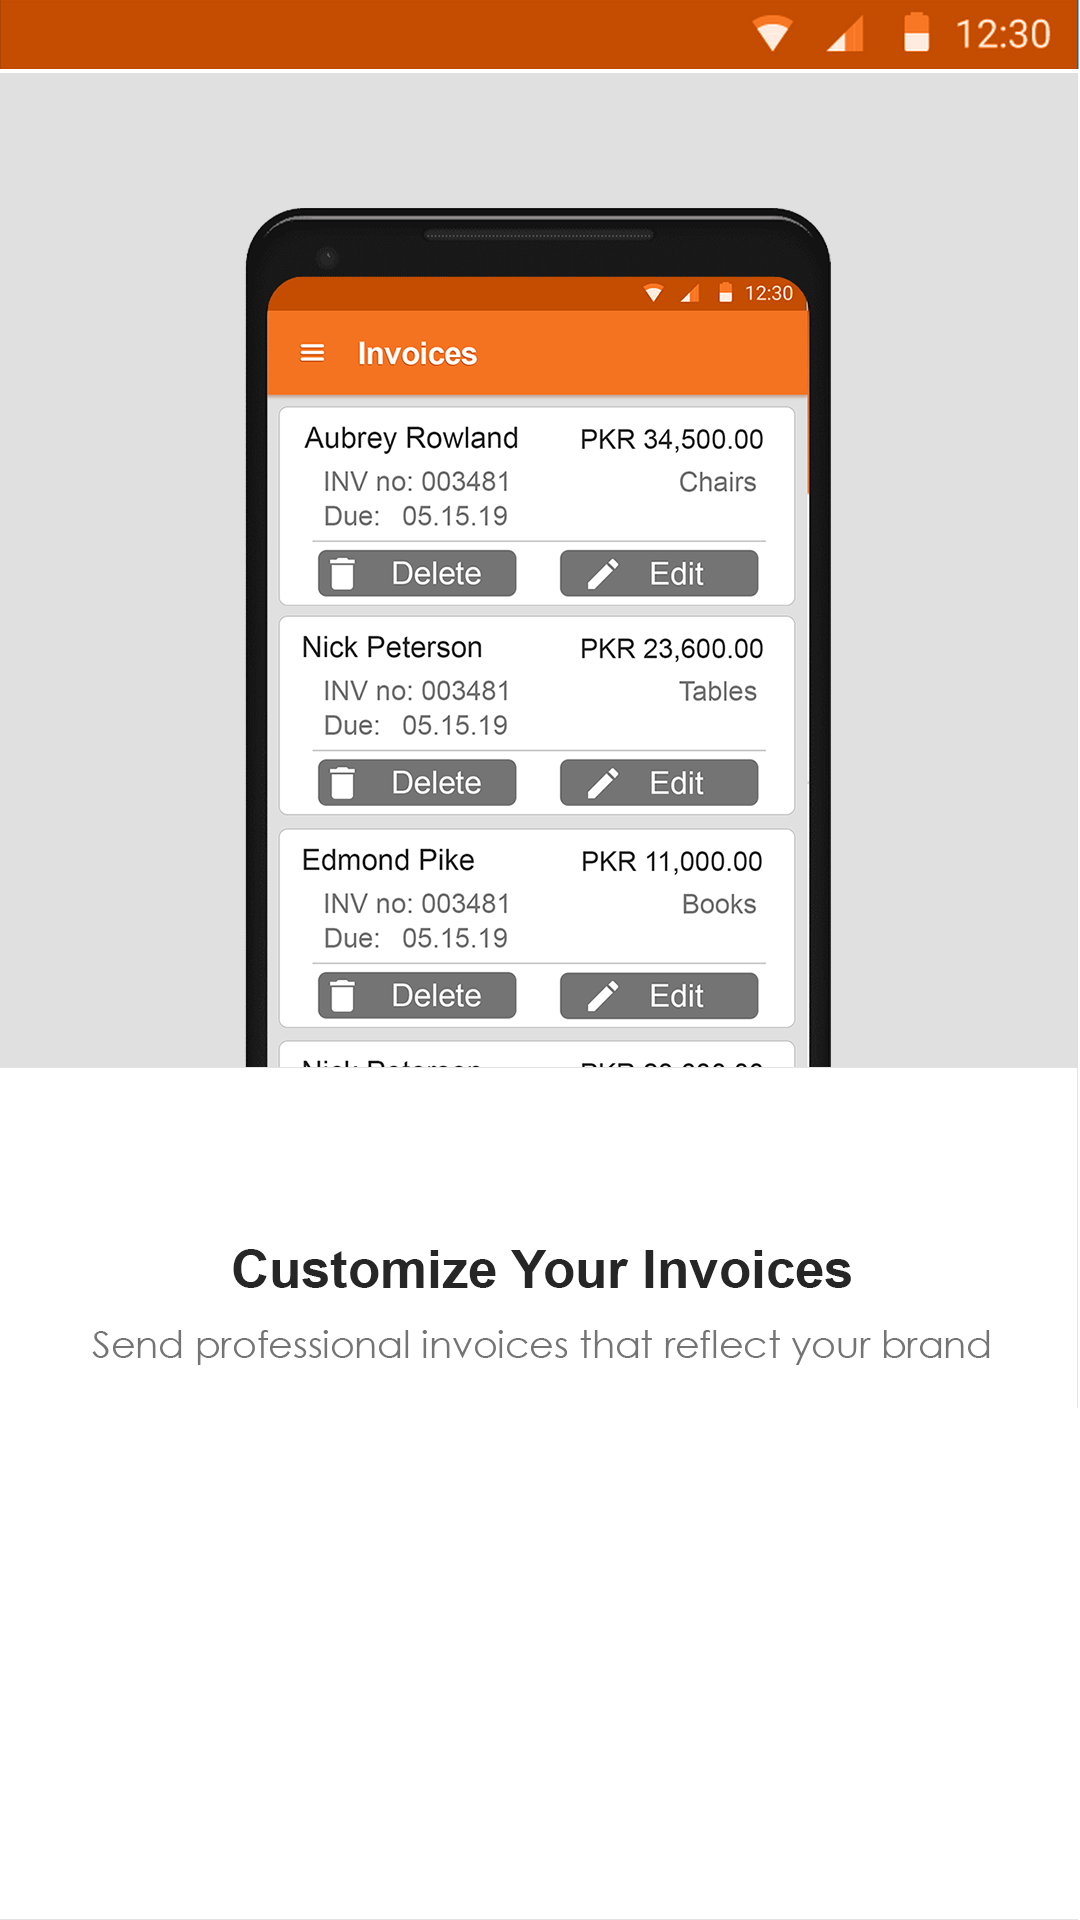 12:30
12:30
Invoices
Aubrey Rowland PKR 34,500.00
INV no: 003481 Chairs
Due: 05.15.19
Delete Edit
Nick Peterson PKR 23,600.00
INV no: 003481 Tables
Due: 05.15.19
Delete Edit
Edmond Pike PKR 11,000.00
INV no: 003481 Books
Due: 05.15.19
Delete Edit
Nick Peterson PKR
Customize Your Invoices
Send professional invoices that reflect your brand